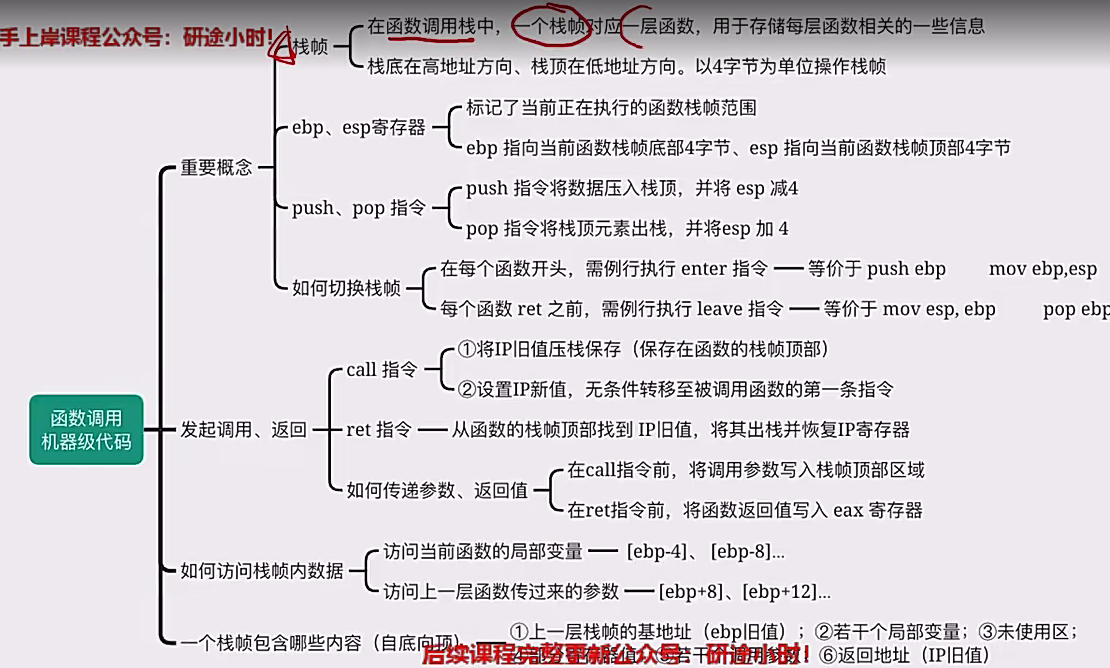 手上岸课程公众号：研途小时!
栈帧
在函数调用栈中，一个栈帧对应一层函数，用于存储每层函数相关的一些信息
栈底在高地址方向、栈顶在低地址方向。以4字节为单位操作栈帧
ebp、esp寄存器
标记了当前正在执行的函数栈帧范围
ebp 指向当前函数栈帧底部4字节、esp 指向当前函数栈帧顶部4字节
重要概念
push、pop 指令
push 指令将数据压入栈顶，并将 esp 减4
pop 指令将栈顶元素出栈，并将esp 加 4
如何切换栈帧
在每个函数开头，需例行执行 enter 指令 等价于 push ebp mov ebp,esp
每个函数 ret 之前，需例行执行 leave 指令 等价于 mov esp, ebp pop ebp
函数调用
机器级代码
发起调用、返回
call 指令
①将IP旧值压栈保存（保存在函数的栈帧顶部）
②设置IP新值，无条件转移至被调用函数的第一条指令
ret 指令 从函数的栈帧顶部找到 IP旧值，将其出栈并恢复IP寄存器
如何传递参数、返回值
在call指令前，将调用参数写入栈帧顶部区域
在ret指令前，将函数返回值写入 eax 寄存器
如何访问栈帧内数据
访问当前函数的局部变量 [ebp-4]、 [ebp-8]...
访问上一层函数传过来的参数 [ebp+8]、[ebp+12]...
一个栈帧包含哪些内容（自底向顶）
①上一层栈帧的基地址（ebp旧值）；②若干个局部变量；③未使用区；
⑥返回地址（IP旧值）
后续课程完整更新公众号：研途小时!